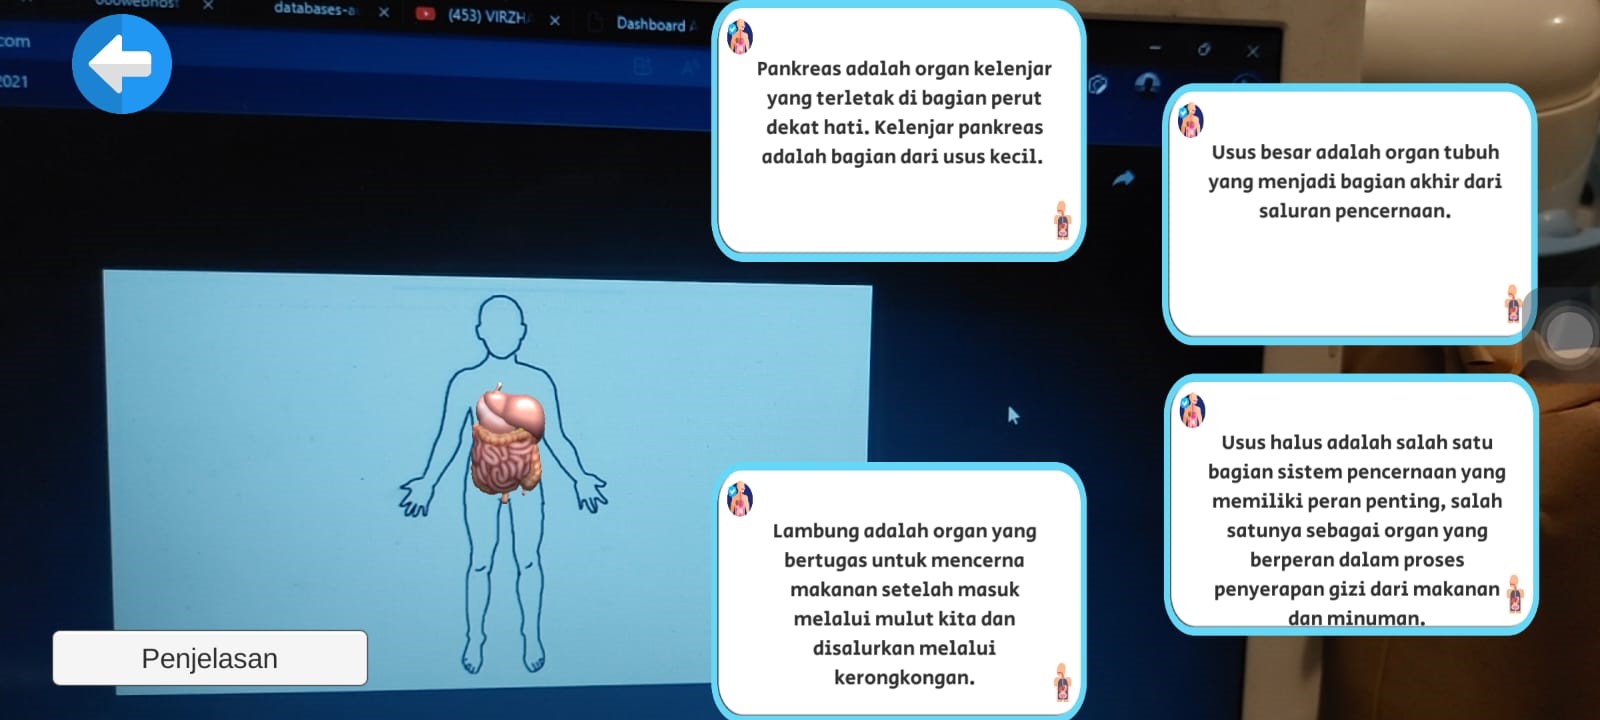 databases-a
(453) VIRZH
Dashboard
com
2021
Pankreas adalah organ kelenjar
yang terletak di bagian perut
dekat hati. Kelenjar pankreas
adalah bagian dari usus kecil.
Usus besar adalah organ tubuh
yang menjadi bagian akhir dari
saluran pencernaan.
Usus halus adalah salah satu
bagian sistem pencernaan yang
memiliki peran penting, salah
satunya sebagai organ yang
berperan dalam proses
penyerapan gizi dari makanan
dan minuman.
Lambung adalah organ yang
bertugas untuk mencerna
makanan setelah masuk
melalui mulut kita dan
disalurkan melalui
kerongkongan.
Penjelasan